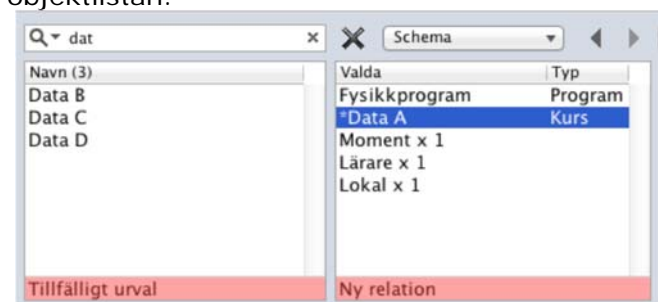 objektlistan.
dat Schema
Navn (3) Valda Typ
Data B Fysikkprogram Program
Data C *Data A Kurs
Data D Moment x 1
Lärare x 1
Lokal x 1
Tillfälligt urval Ny relation